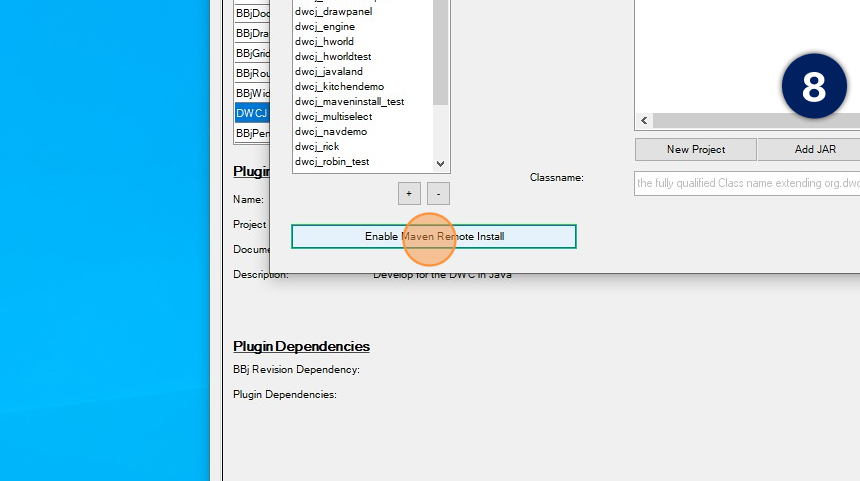 BBjDoc
BBjDra
BBjGrid
BBjRou
BBjWid
DWCJ
BBjPer
dwcj_drawpanel
dwcj_engine
dwcj_hworld
dwcj_hworldtest
dwcj_javaland
dwcj_kitchendemo
dwcj_maveninstall_test
dwcj_multiselect
dwcj_navdemo
dwcj_rick
dwcj_robin_test
+ -
8
New Project Add JAR
Classname:
the fully qualified Class name extending org.dwc
Enable Maven Remote Install
Plugin
Name:
Project
Docume
Description: Develop for the DWC in Java
Plugin Dependencies
BBj Revision Dependency:
Plugin Dependencies: